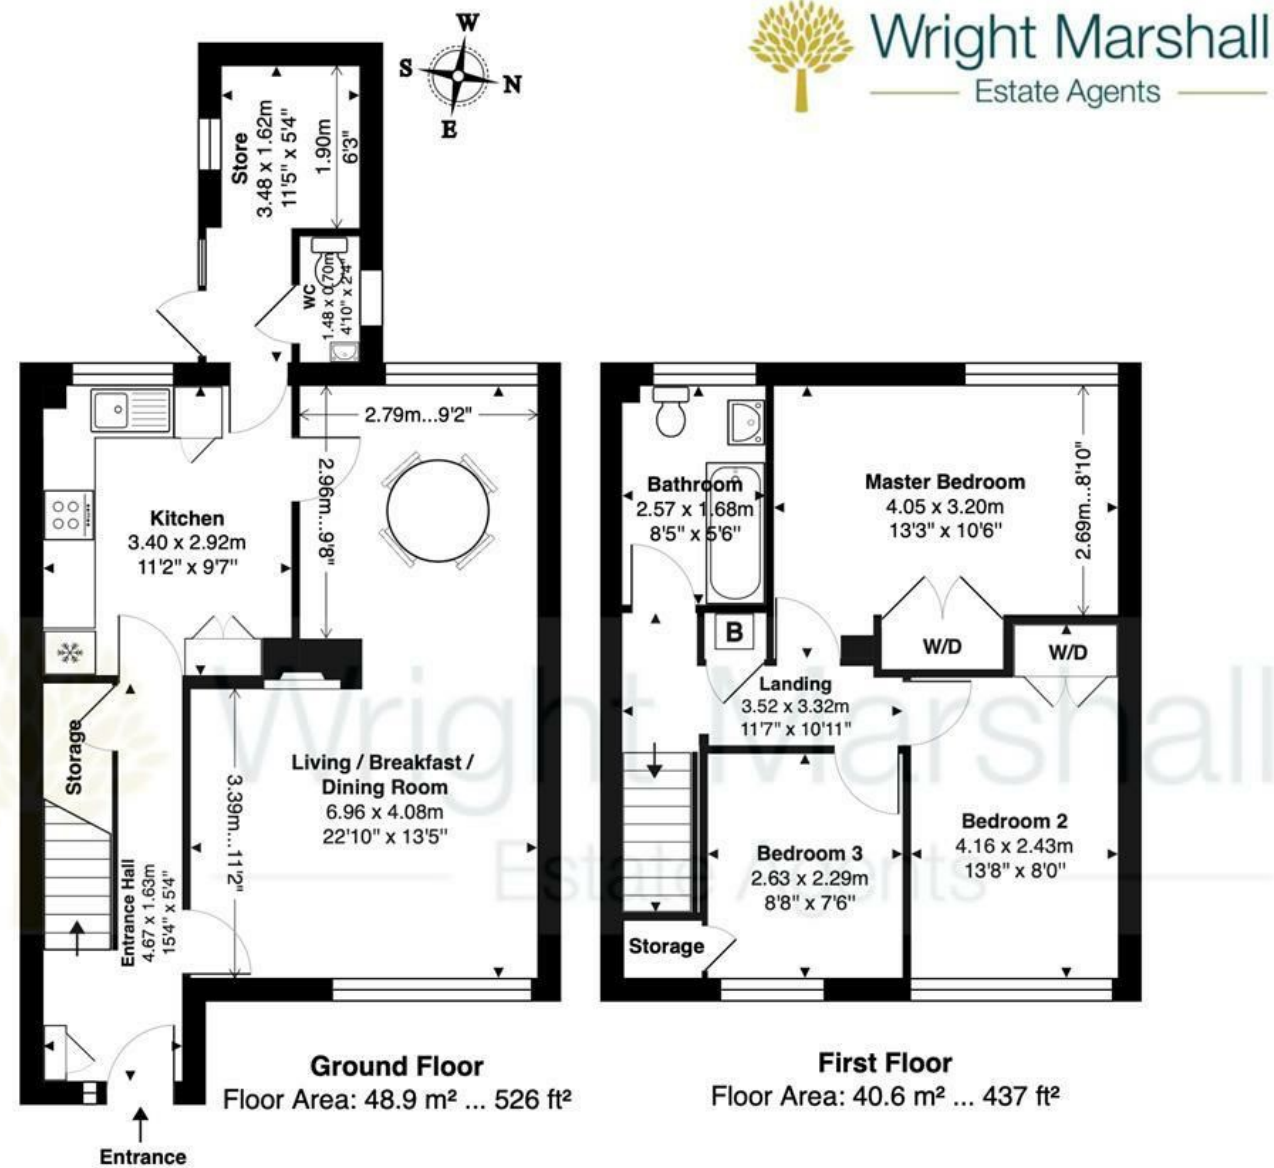 Wright Marshall
Estate Agents
W
S
N
E
Store
3.48 x 1.62m
11'5" x 5'4"
1.90m
6'3"
WC
1.48 x 0.70m
4'10" x 2'4"
2.79m...9'2"
2.96m...9'8"
Kitchen
3.40 x 2.92m
11'2" x 9'7"
Storage
Living / Breakfast /
Dining Room
6.96 x 4.08m
22'10" x 13'5"
3.39m...11'2"
Entrance Hall
4.67 x 1.63m
15'4" x 5'4"
Ground Floor
Floor Area: 48.9 m² ... 526 ft²
Entrance
Bathroom
2.57 x 1.68m
8'5" x 5'6"
Master Bedroom
4.05 x 3.20m
13'3" x 10'6"
2.69m...8'10"
B
W/D
W/D
Landing
3.52 x 3.32m
11'7" x 10'11"
Bedroom 3
2.63 x 2.29m
8'8" x 7'6"
Bedroom 2
4.16 x 2.43m
13'8" x 8'0"
Storage
First Floor
Floor Area: 40.6 m² ... 437 ft²
Wright Marshall
Estate Agents